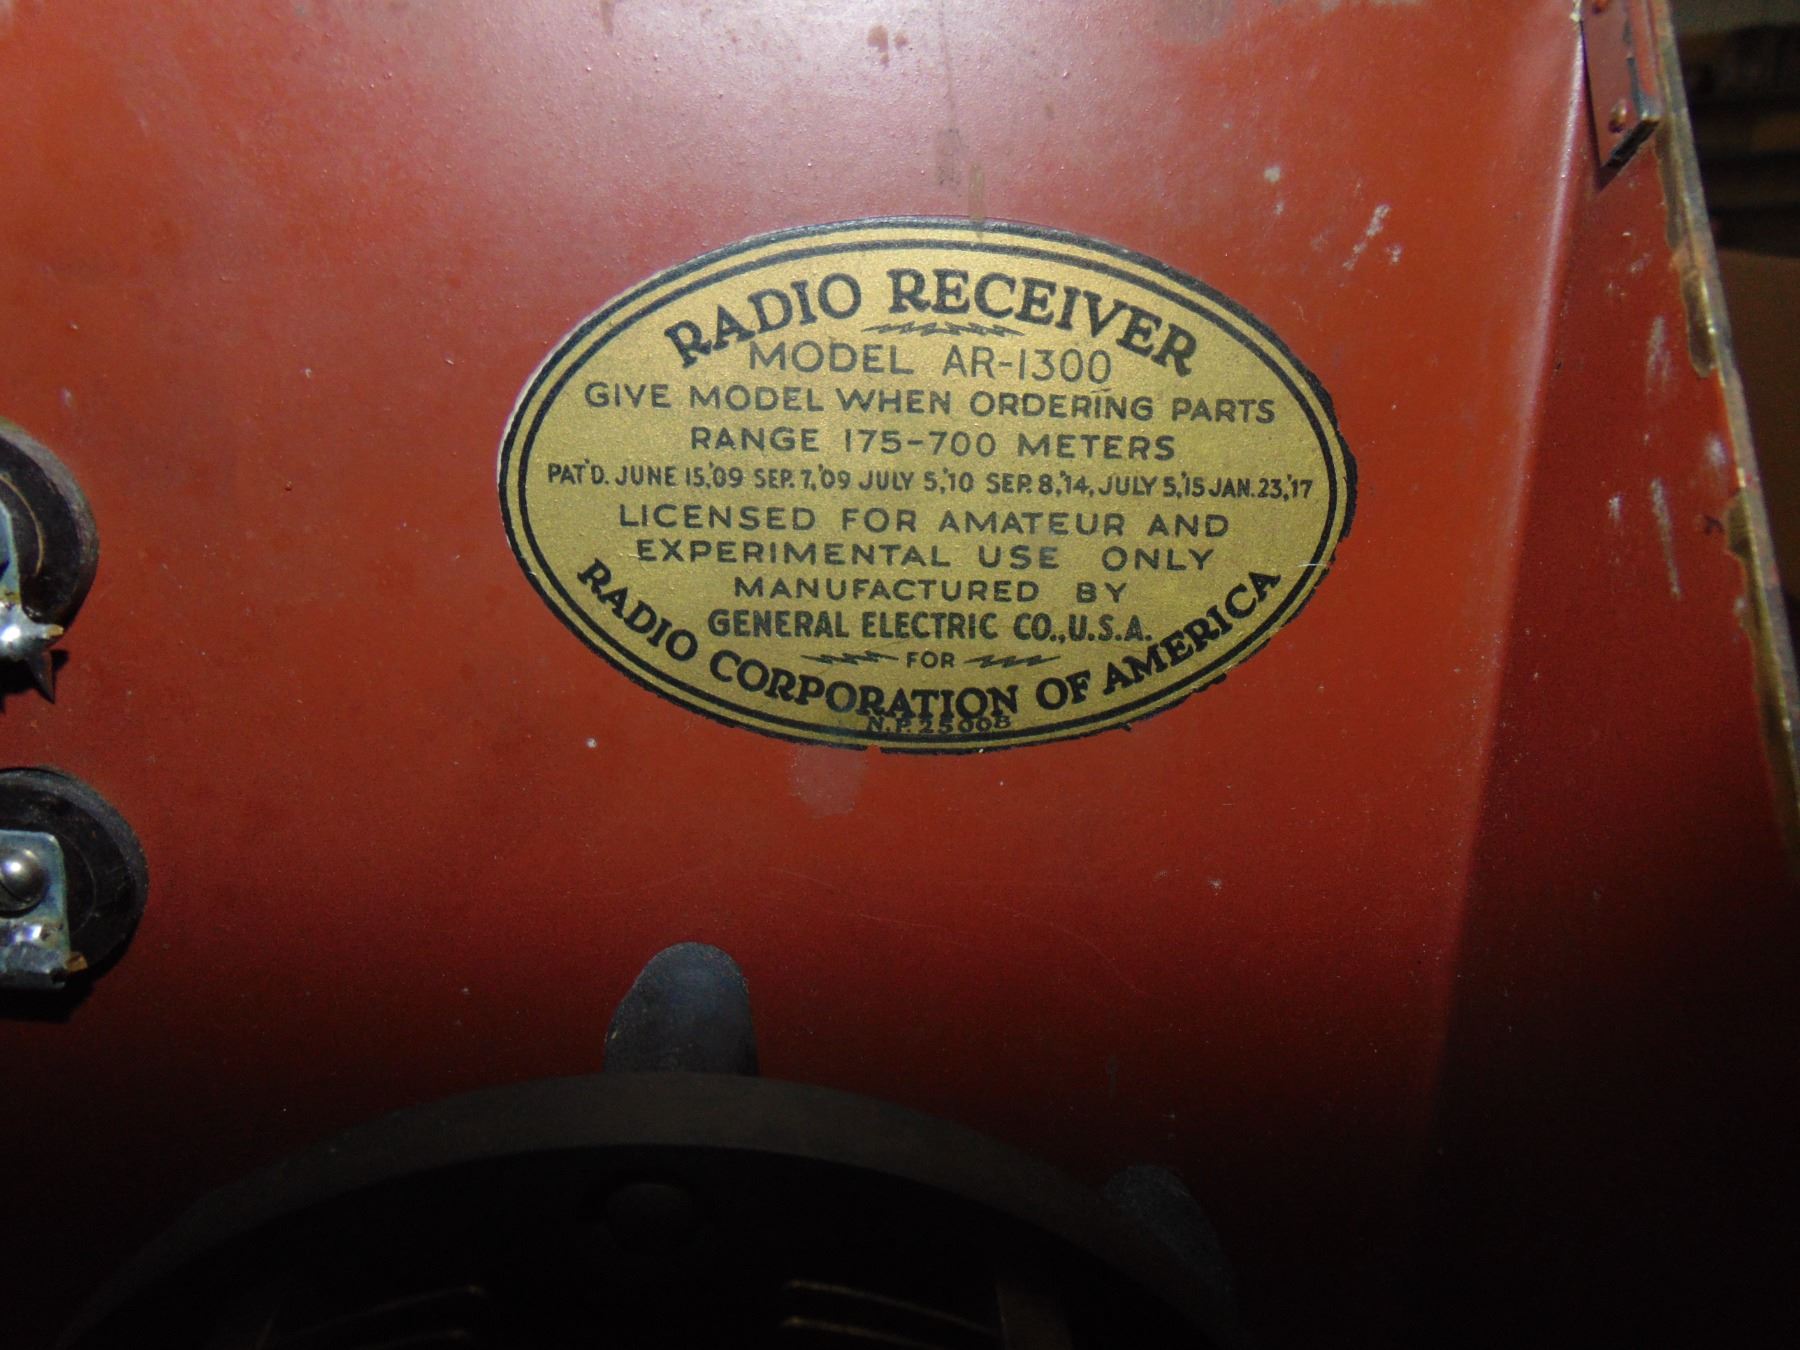 RADIO RECEIVER
MODEL AR-1300
GIVE MODEL WHEN ORDERING PARTS
RANGE 175-700 METERS
PAT'D. JUNE 15,'09 SEP. 7,'09 JULY 5,'10 SEP. 8,'14, JULY 5,'15 JAN. 23,'17
LICENSED FOR AMATEUR AND
EXPERIMENTAL USE ONLY
MANUFACTURED BY
GENERAL ELECTRIC CO., U.S.A.
FOR
RADIO CORPORATION OF AMERICA
N.P. 2500B